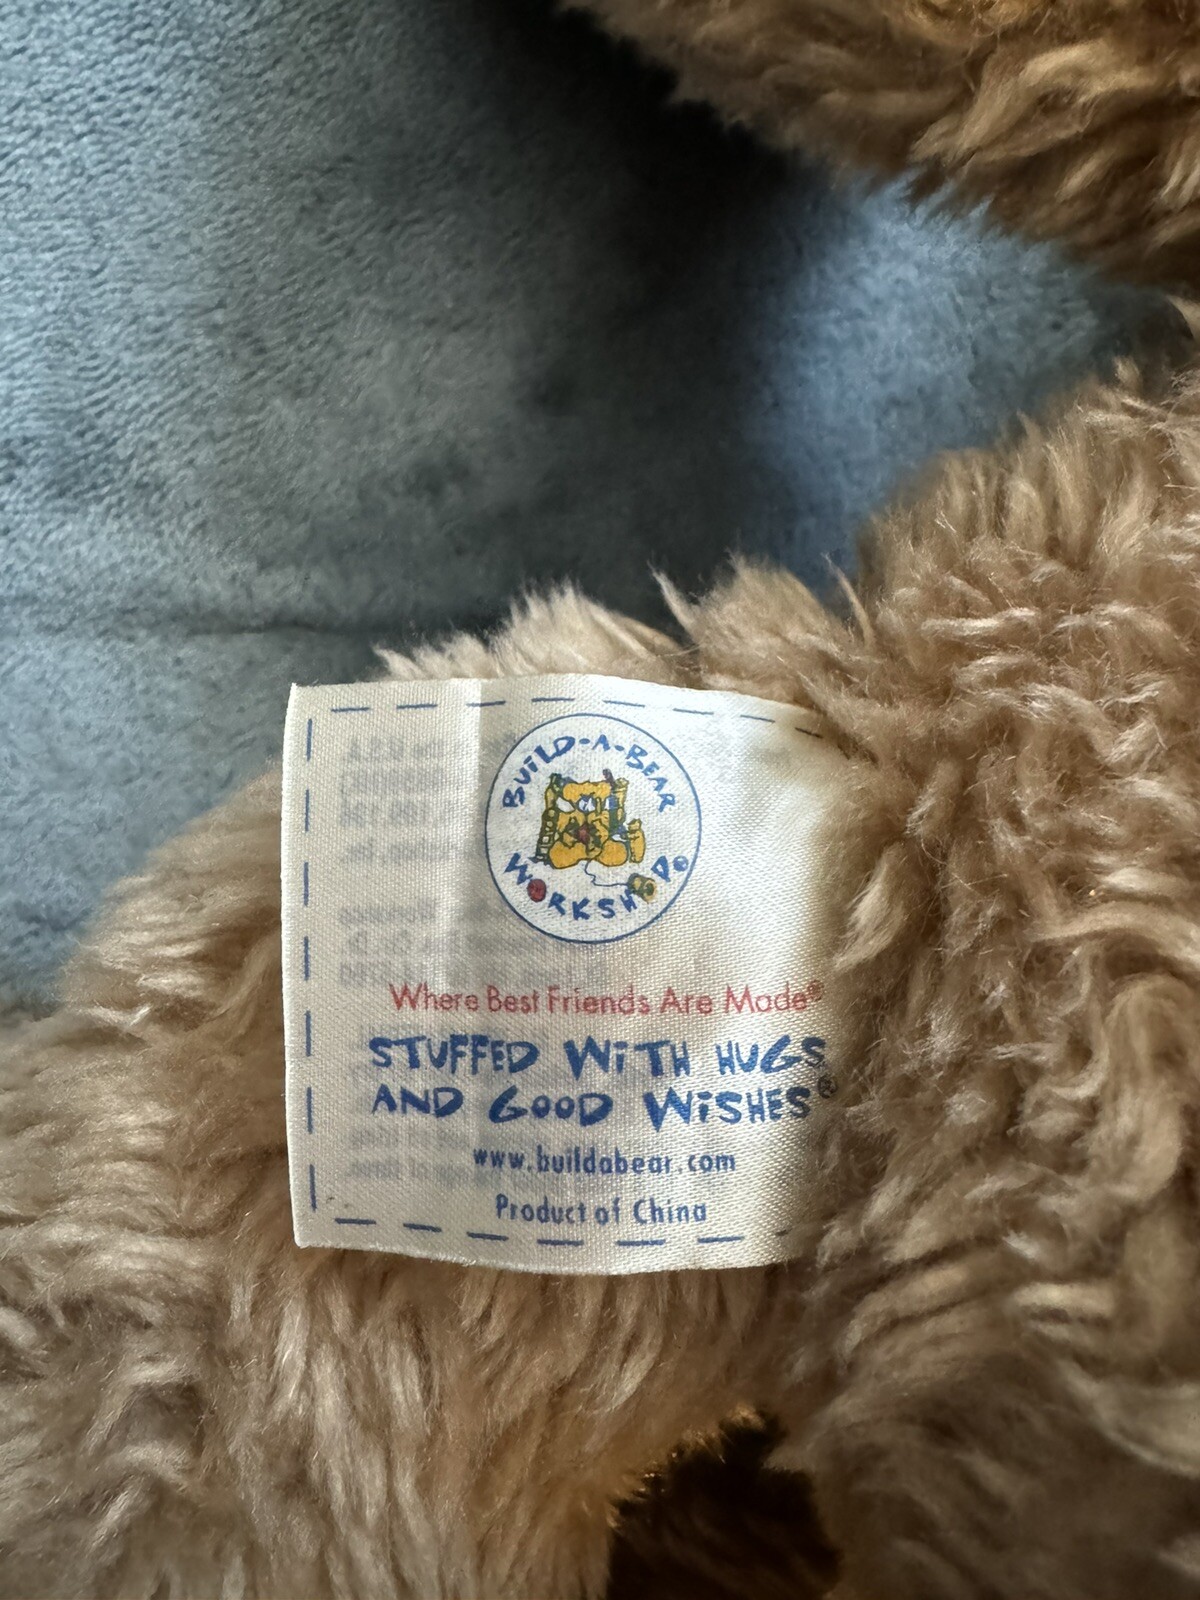 BUiLD-A-BEAR
WORKSHOP®
Where Best Friends Are Made®
STUFFED WiTH HUGS
AND GOOD WiSHES®
www.buildabear.com
Product of China